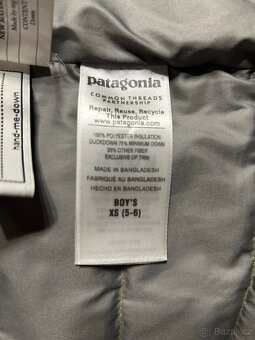 patagonia
COMMON THREADS
PARTNERSHIP
Repair, Reuse, Recycle
This Product
www.patagonia.com
100% POLYESTER INSULATION
DUCKDOWN 75% MINIMUM DOWN
25% OTHER FIBER
EXCLUSIVE OF TRIM
MADE IN BANGLADESH
FABRIQUÉ AU BANGLADESH
HECHO EN BANGLADESH
BOY'S
XS (5-6)
hand-me-down
Down